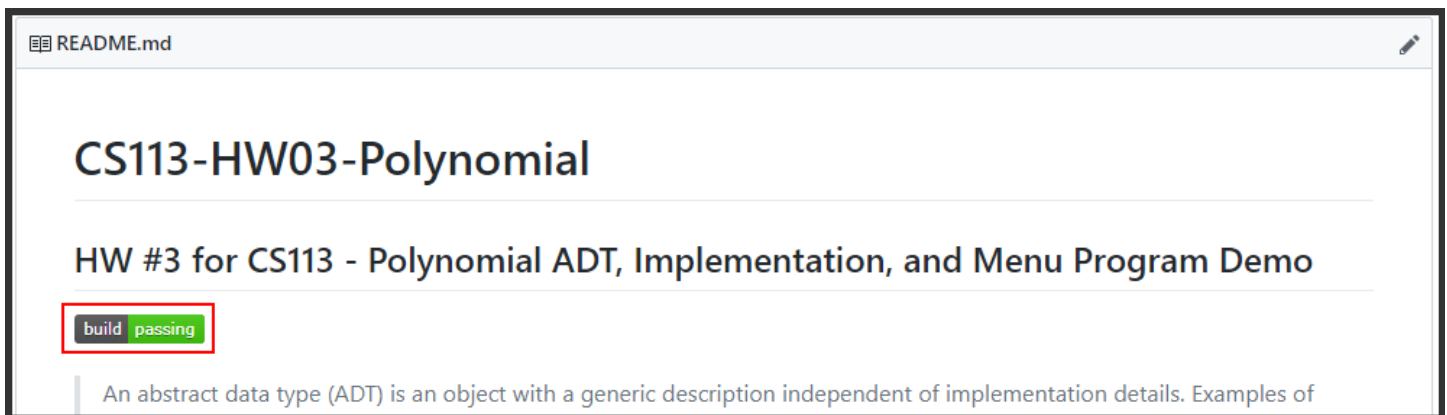 README.md
CS113-HW03-Polynomial
HW #3 for CS113 - Polynomial ADT, Implementation, and Menu Program Demo
build passing
An abstract data type (ADT) is an object with a generic description independent of implementation details. Examples of